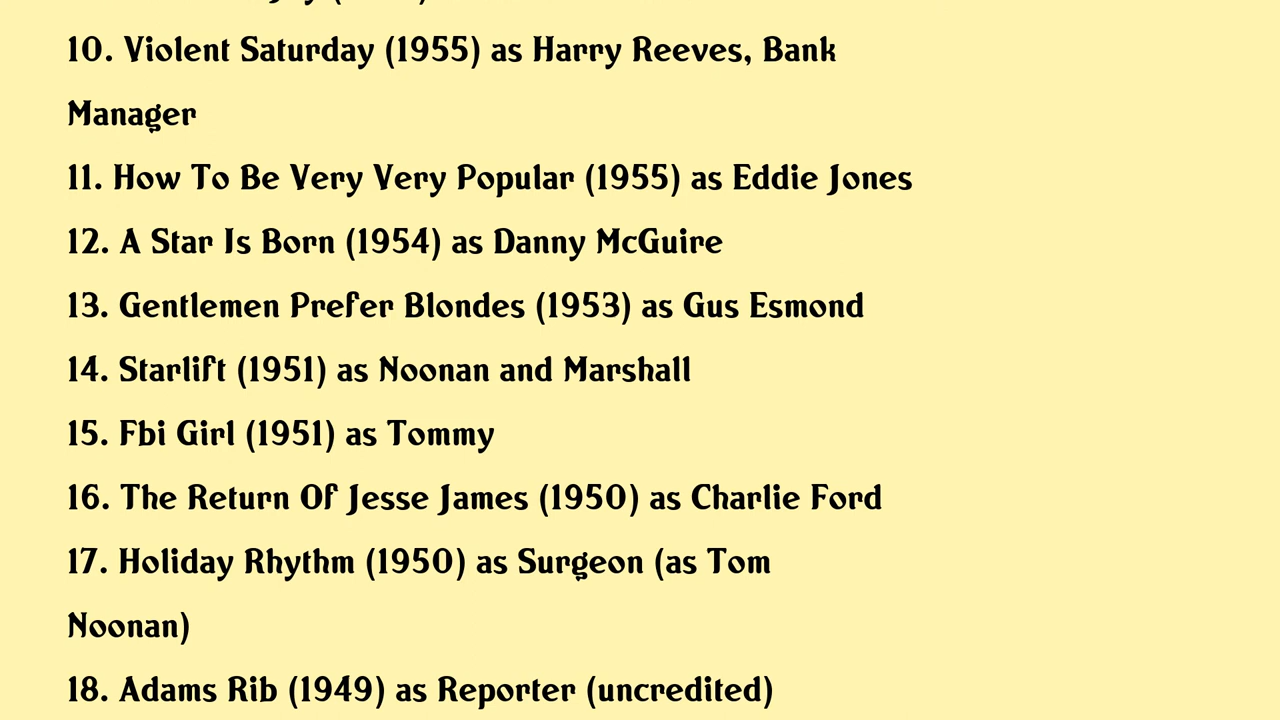 10. Violent Saturday (1955) as Harry Reeves, Bank
Manager
11. How To Be Very Very Popular (1955) as Eddie Jones
12. A Star Is Born (1954) as Danny McGuire
13. Gentlemen Prefer Blondes (1953) as Gus Esmond
14. Starlift (1951) as Noonan and Marshall
15. Fbi Girl (1951) as Tommy
16. The Return Of Jesse James (1950) as Charlie Ford
17. Holiday Rhythm (1950) as Surgeon (as Tom
Noonan)
18. Adams Rib (1949) as Reporter (uncredited)